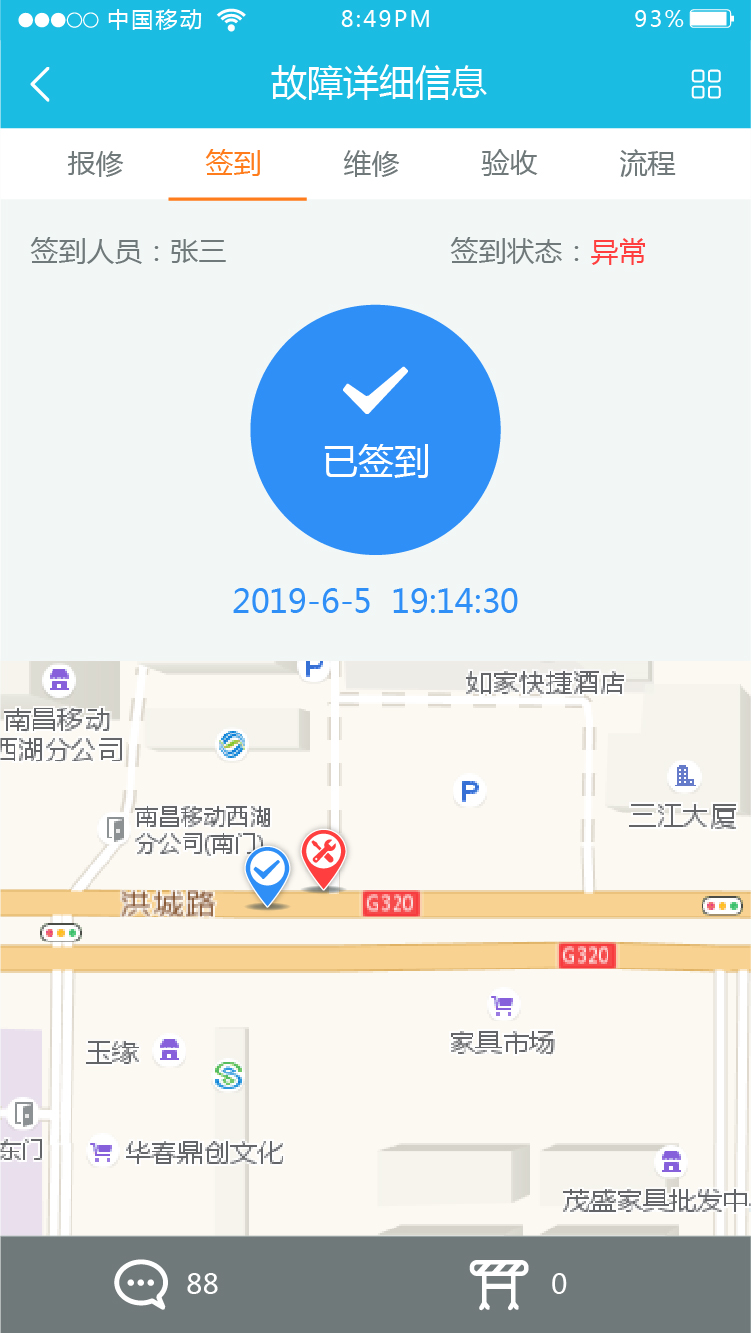 中国移动 8:49PM 93%
故障详细信息
报修 签到 维修 验收 流程
签到人员：张三 签到状态：异常
已签到
2019-6-5 19:14:30
P
如家快捷酒店
南昌移动
西湖分公司
P
三江大厦
南昌移动西湖
分公司(南门)
洪城路 G320
G320
家具市场
玉缘
东门
华春鼎创文化
茂盛家具批发中
88 0